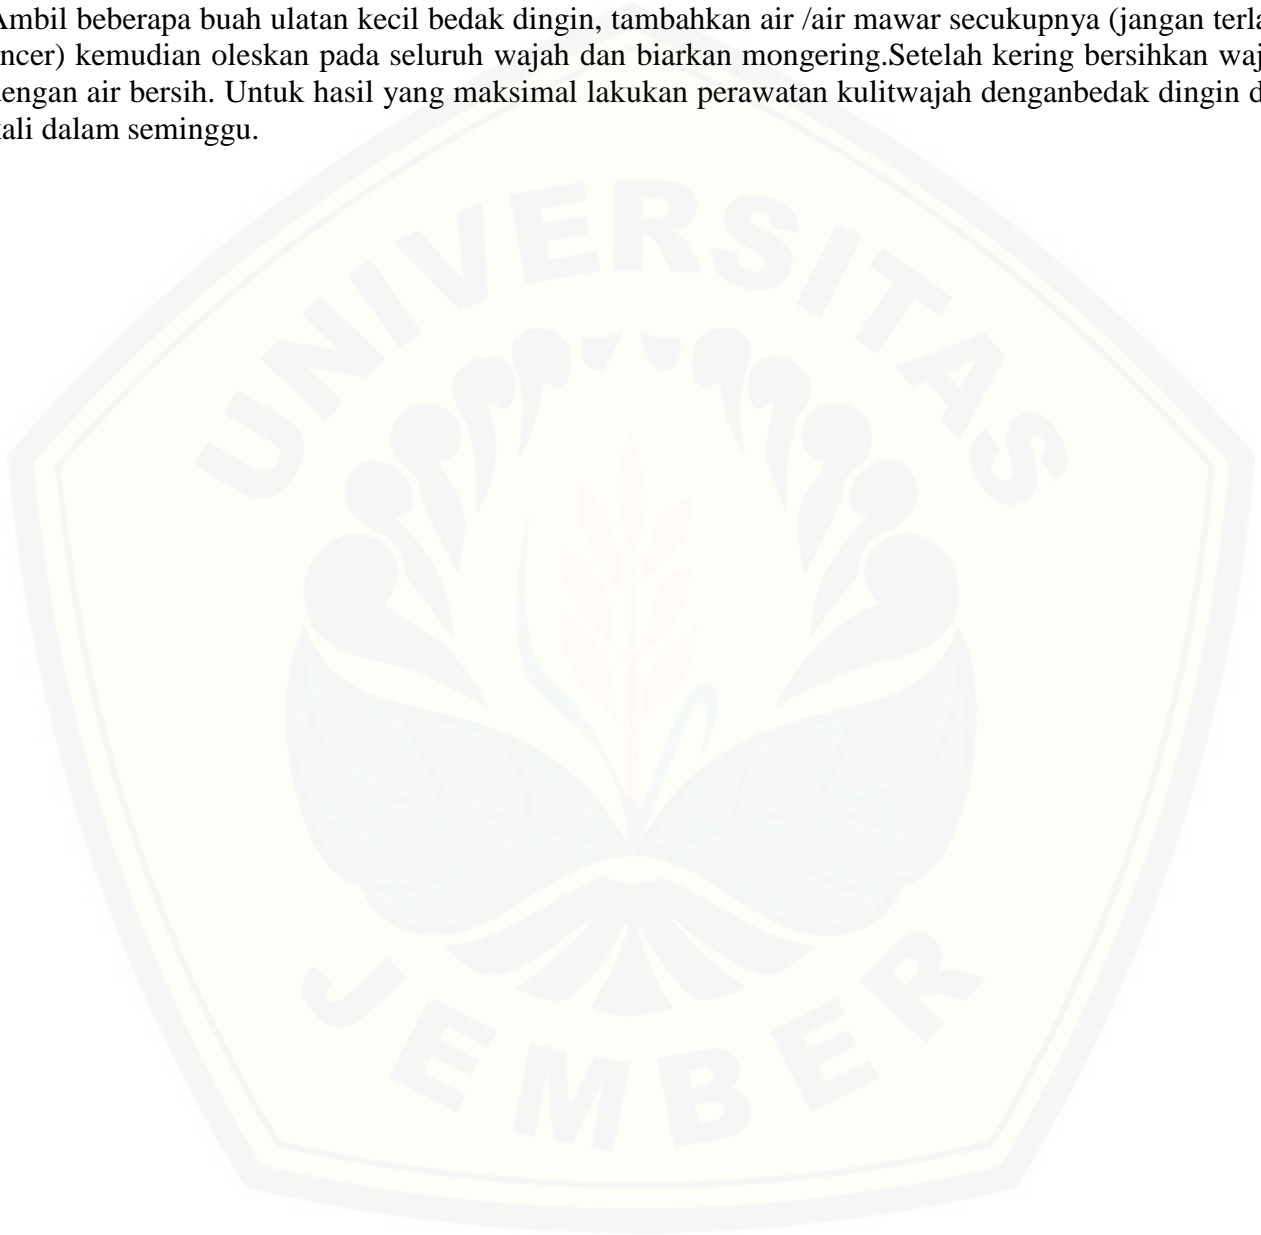 Ambil beberapa buah ulatan kecil bedak dingin, tambahkan air /air mawar secukupnya (jangan terla
ncer) kemudian oleskan pada seluruh wajah dan biarkan mongering.Setelah kering bersihkan waj
dengan air bersih. Untuk hasil yang maksimal lakukan perawatan kulitwajah denganbedak dingin d
kali dalam seminggu.
UNIVERSITAS
JEMBER